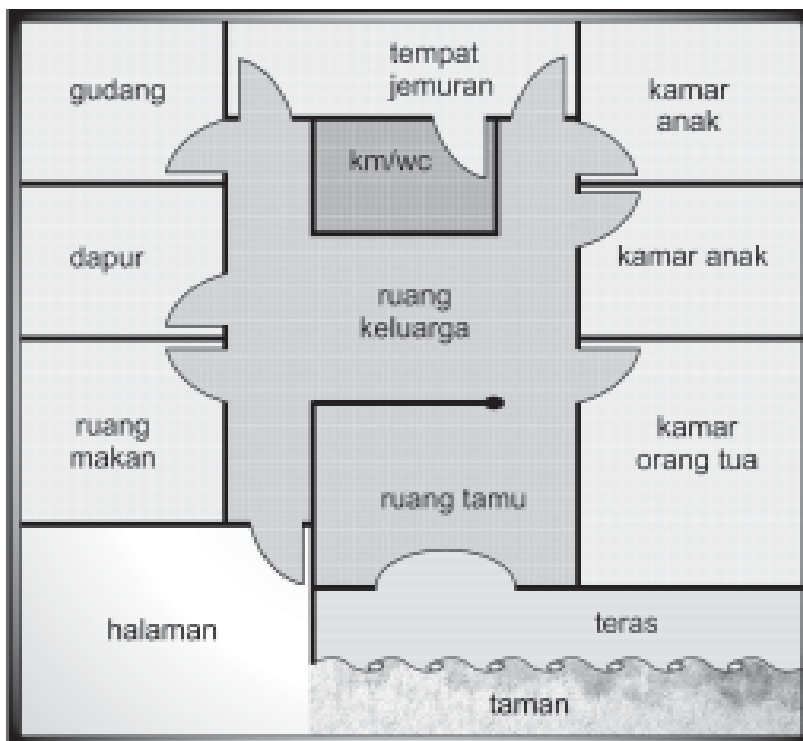 gudang
tempat
jemuran
kamar
anak
km/wc
dapur
kamar anak
ruang
keluarga
ruang
makan
kamar
orang tua
ruang tamu
halaman
teras
taman